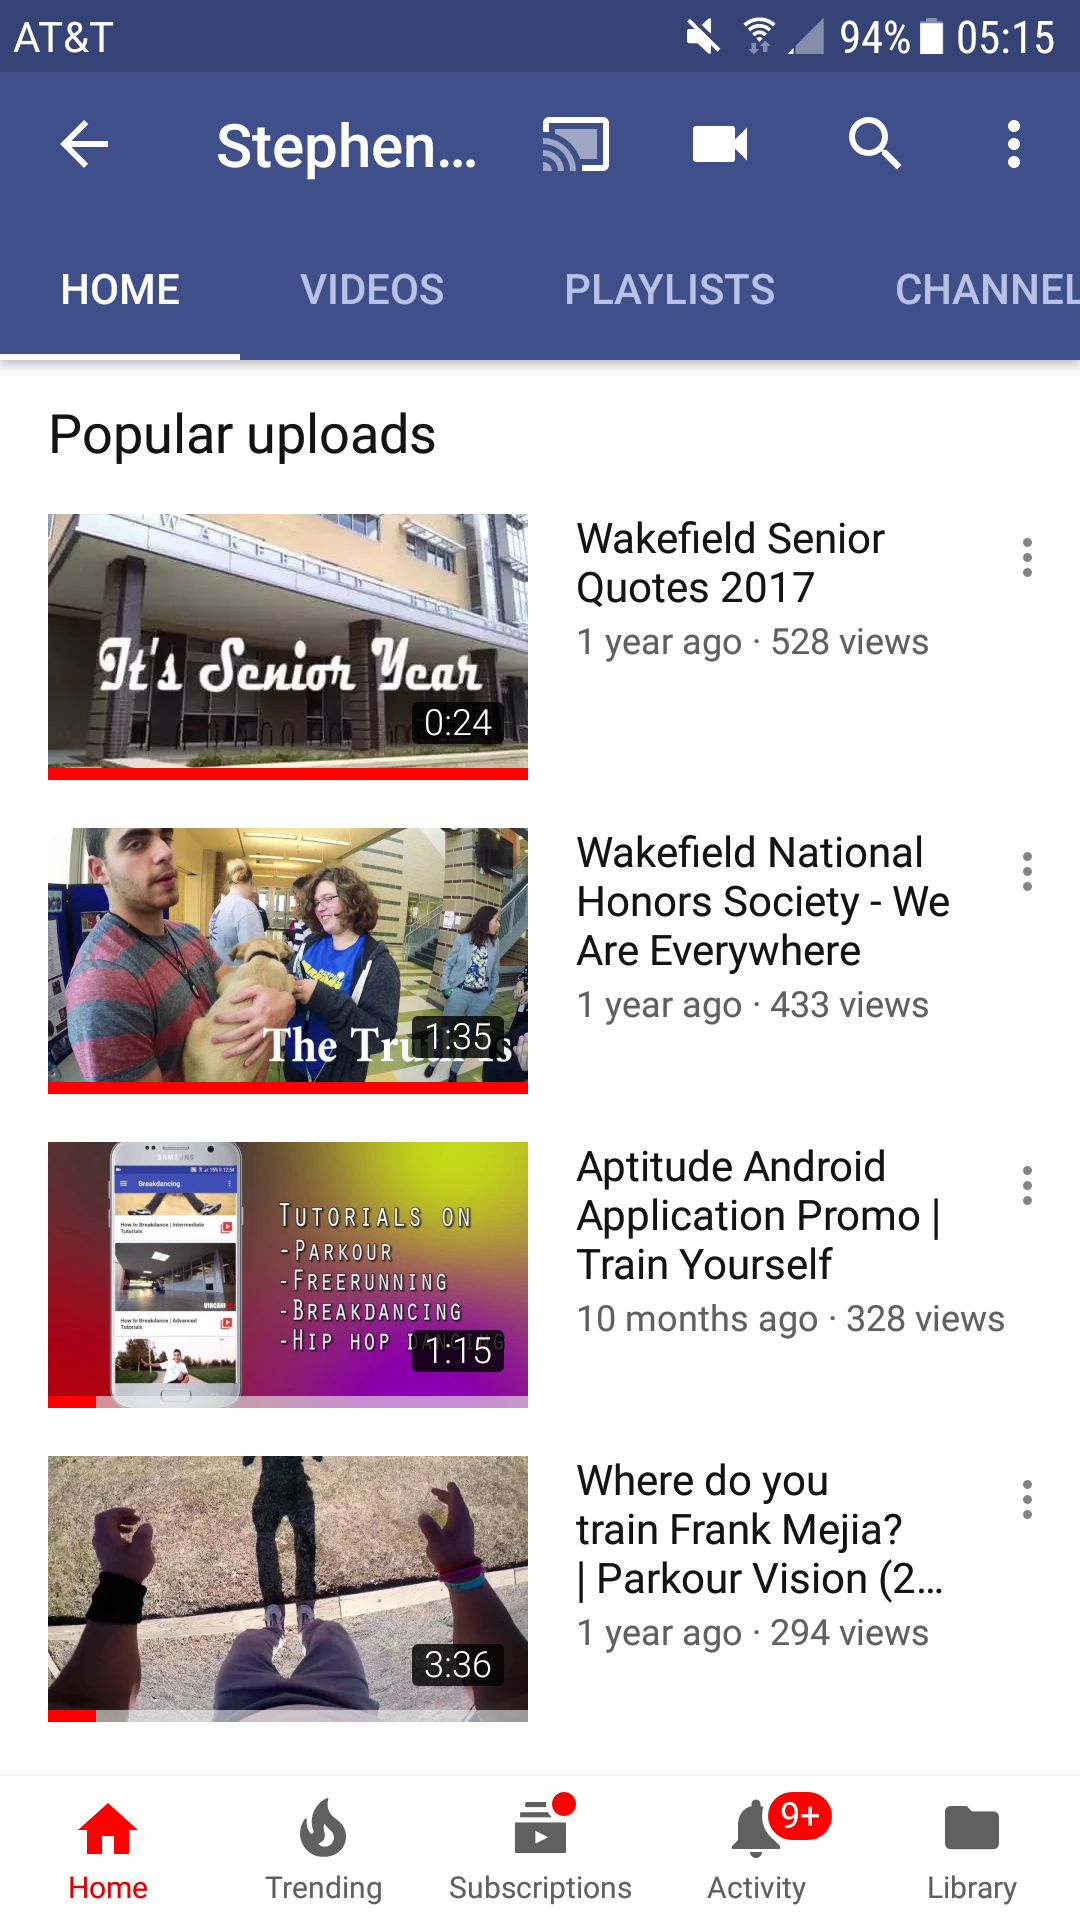 AT&T
94% 05:15
Stephen...
HOME VIDEOS PLAYLISTS CHANNEL
Popular uploads
WAKEFIELD
It's Senior Year
0:24
Wakefield Senior
Quotes 2017
1 year ago · 528 views
The
1:35
Wakefield National
Honors Society - We
Are Everywhere
1 year ago · 433 views
SAMSUNG
Breakdancing
How to Breakdance | Intermediate
Tutorials
How to Breakdance | Advanced
Tutorials
TUTORIALS ON
-PARKOUR
-FREERUNNING
-BREAKDANCING
-HIP HOP DANCING
1:15
Aptitude Android
Application Promo |
Train Yourself
10 months ago · 328 views
3:36
Where do you
train Frank Mejia?
| Parkour Vision (2...
1 year ago · 294 views
9+
Home Trending Subscriptions Activity Library